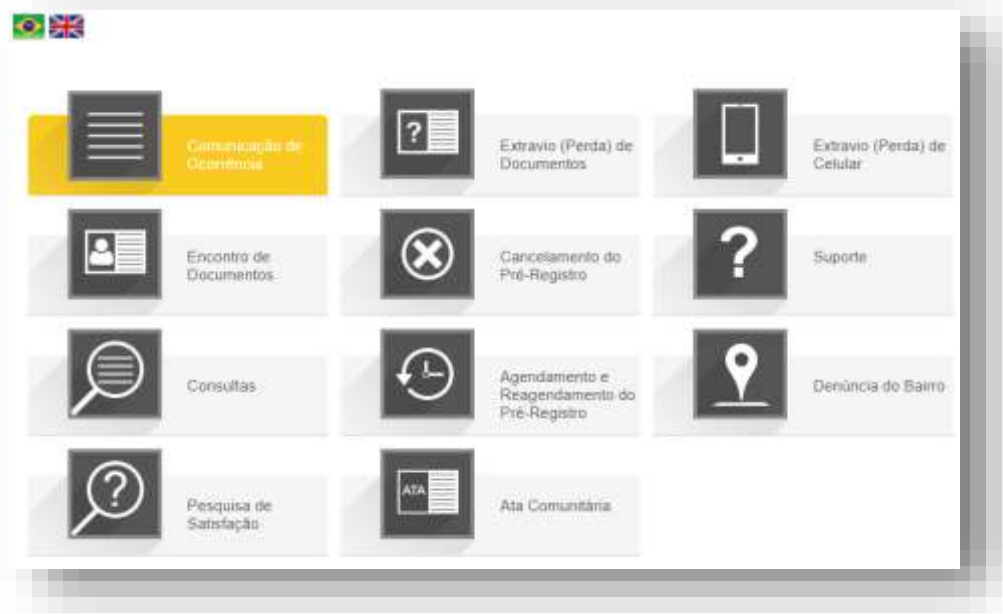 Comunicação de
Ocorrência
?
Extravio (Perda) de
Documentos
Extravio (Perda) de
Celular
Encontro de
Documentos
Cancelamento do
Pré-Registro
?
Suporte
Consultas
Agendamento e
Reagendamento do
Pré-Registro
Denúncia do Bairro
?
Pesquisa de
Satisfação
ATA
Ata Comunitária